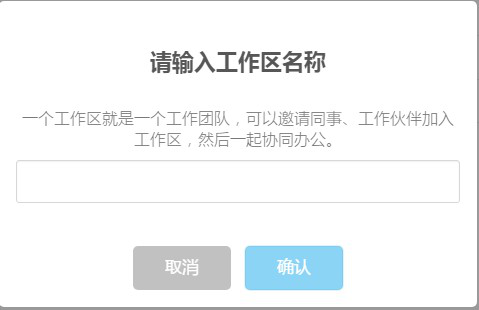 请输入工作区名称
一个工作区就是一个工作团队，可以邀请同事、工作伙伴加入
工作区，然后一起协同办公。
取消
确认